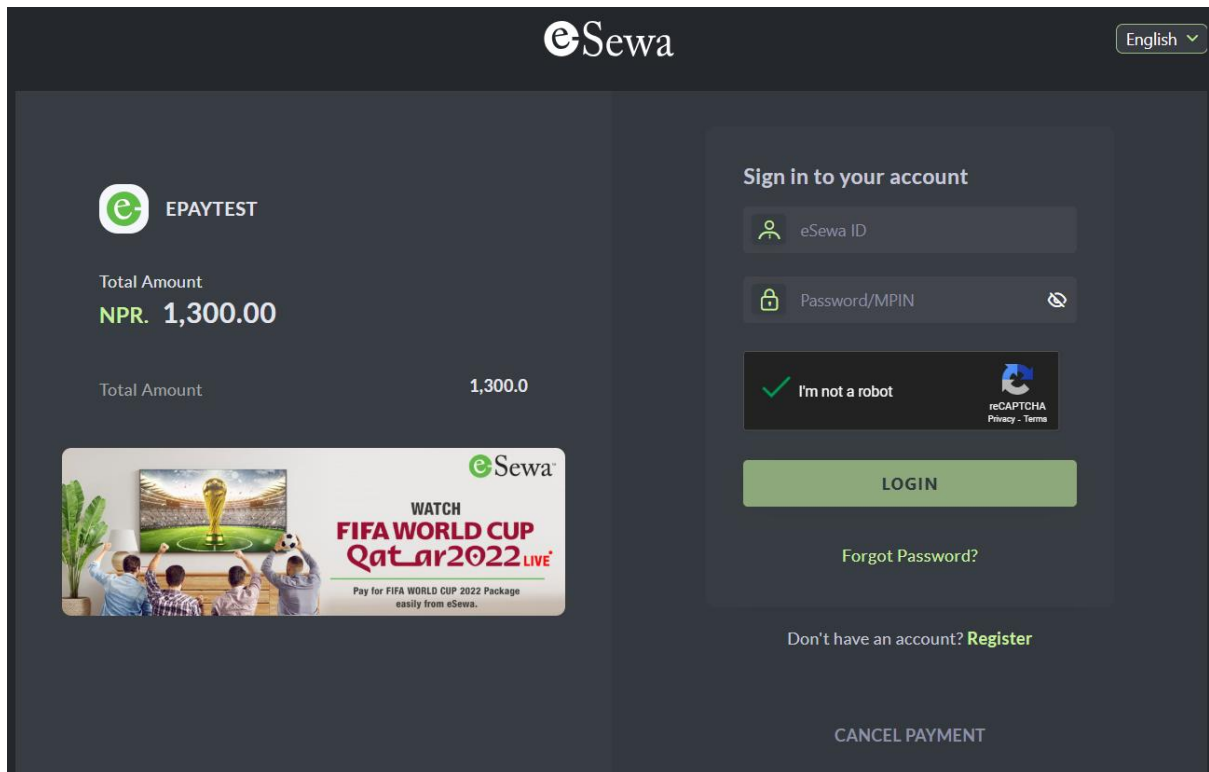 eSewa
English
EPAYTEST
Total Amount
NPR. 1,300.00
Total Amount 1,300.0
eSewa
WATCH
FIFA WORLD CUP
Qatar2022 LIVE
Pay for FIFA WORLD CUP 2022 Package
easily from eSewa.
Sign in to your account
eSewa ID
Password/MPIN
I'm not a robot
reCAPTCHA
Privacy - Terms
LOGIN
Forgot Password?
Don't have an account? Register
CANCEL PAYMENT